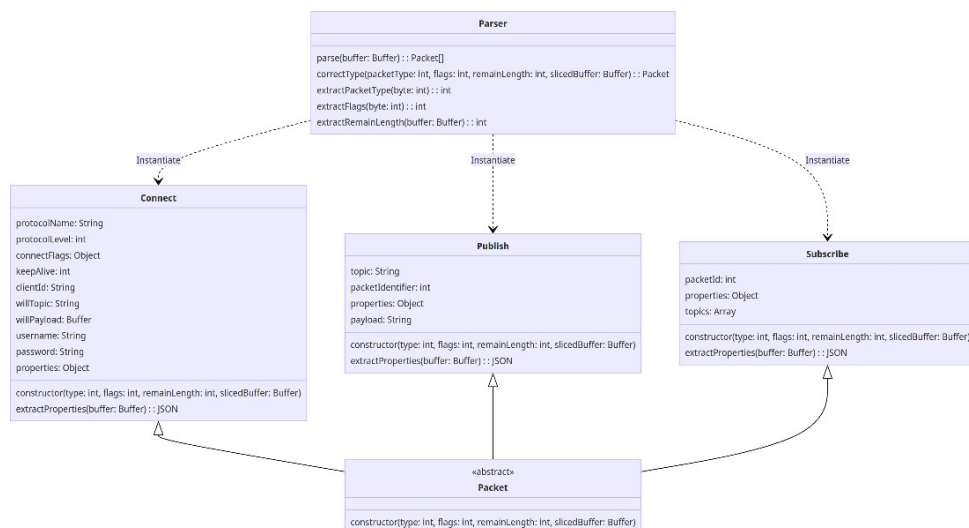 Parser
parse(buffer: Buffer) : : Packet[]
correctType(packetType: int, flags: int, remainLength: int, slicedBuffer: Buffer) : : Packet
extractPacketType(byte: int) : : int
extractFlags(byte: int) : : int
extractRemainLength(buffer: Buffer) : : int
Instantiate
Instantiate
Instantiate
Connect
protocolName: String
protocolLevel: int
connectFlags: Object
keepAlive: int
clientId: String
willTopic: String
willPayload: Buffer
username: String
password: String
properties: Object
constructor(type: int, flags: int, remainLength: int, slicedBuffer: Buffer)
extractProperties(buffer: Buffer) : : JSON
Publish
topic: String
packetIdentifier: int
properties: Object
payload: String
constructor(type: int, flags: int, remainLength: int, slicedBuffer: Buffer)
extractProperties(buffer: Buffer) : : JSON
Subscribe
packetId: int
properties: Object
topics: Array
constructor(type: int, flags: int, remainLength: int, slicedBuffer: Buffer)
extractProperties(buffer: Buffer) : : JSON
«abstract»
Packet
constructor(type: int, flags: int, remainLength: int, slicedBuffer: Buffer)